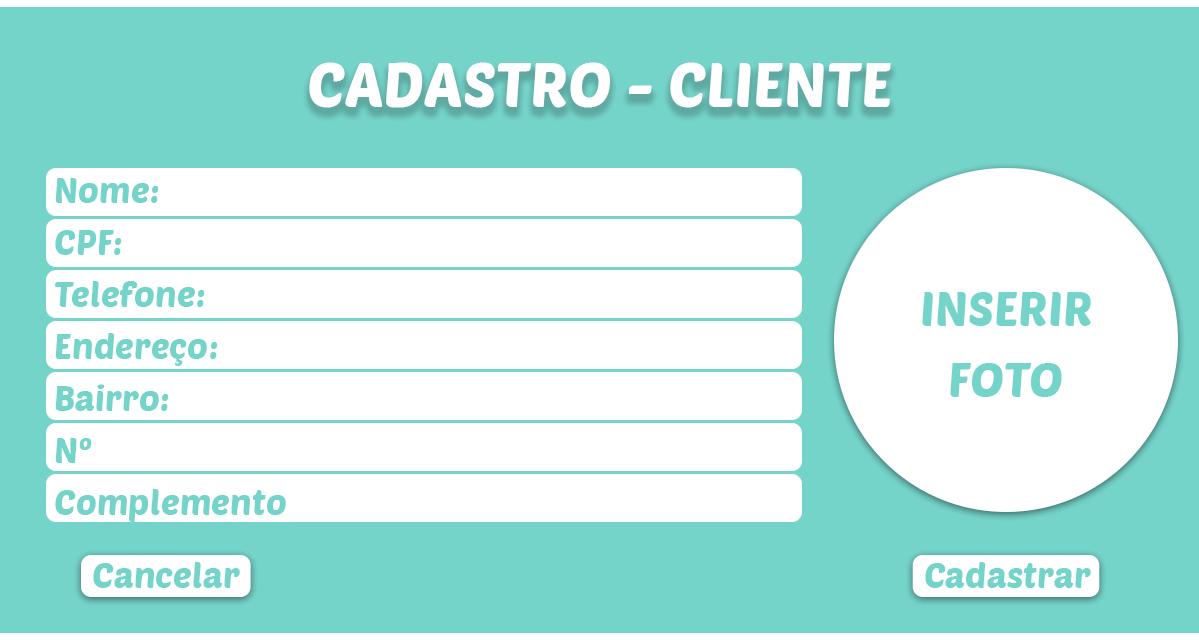 CADASTRO - CLIENTE
Nome:
CPF:
Telefone:
Endereço:
Bairro:
Nº
Complemento
INSERIR
FOTO
Cancelar
Cadastrar